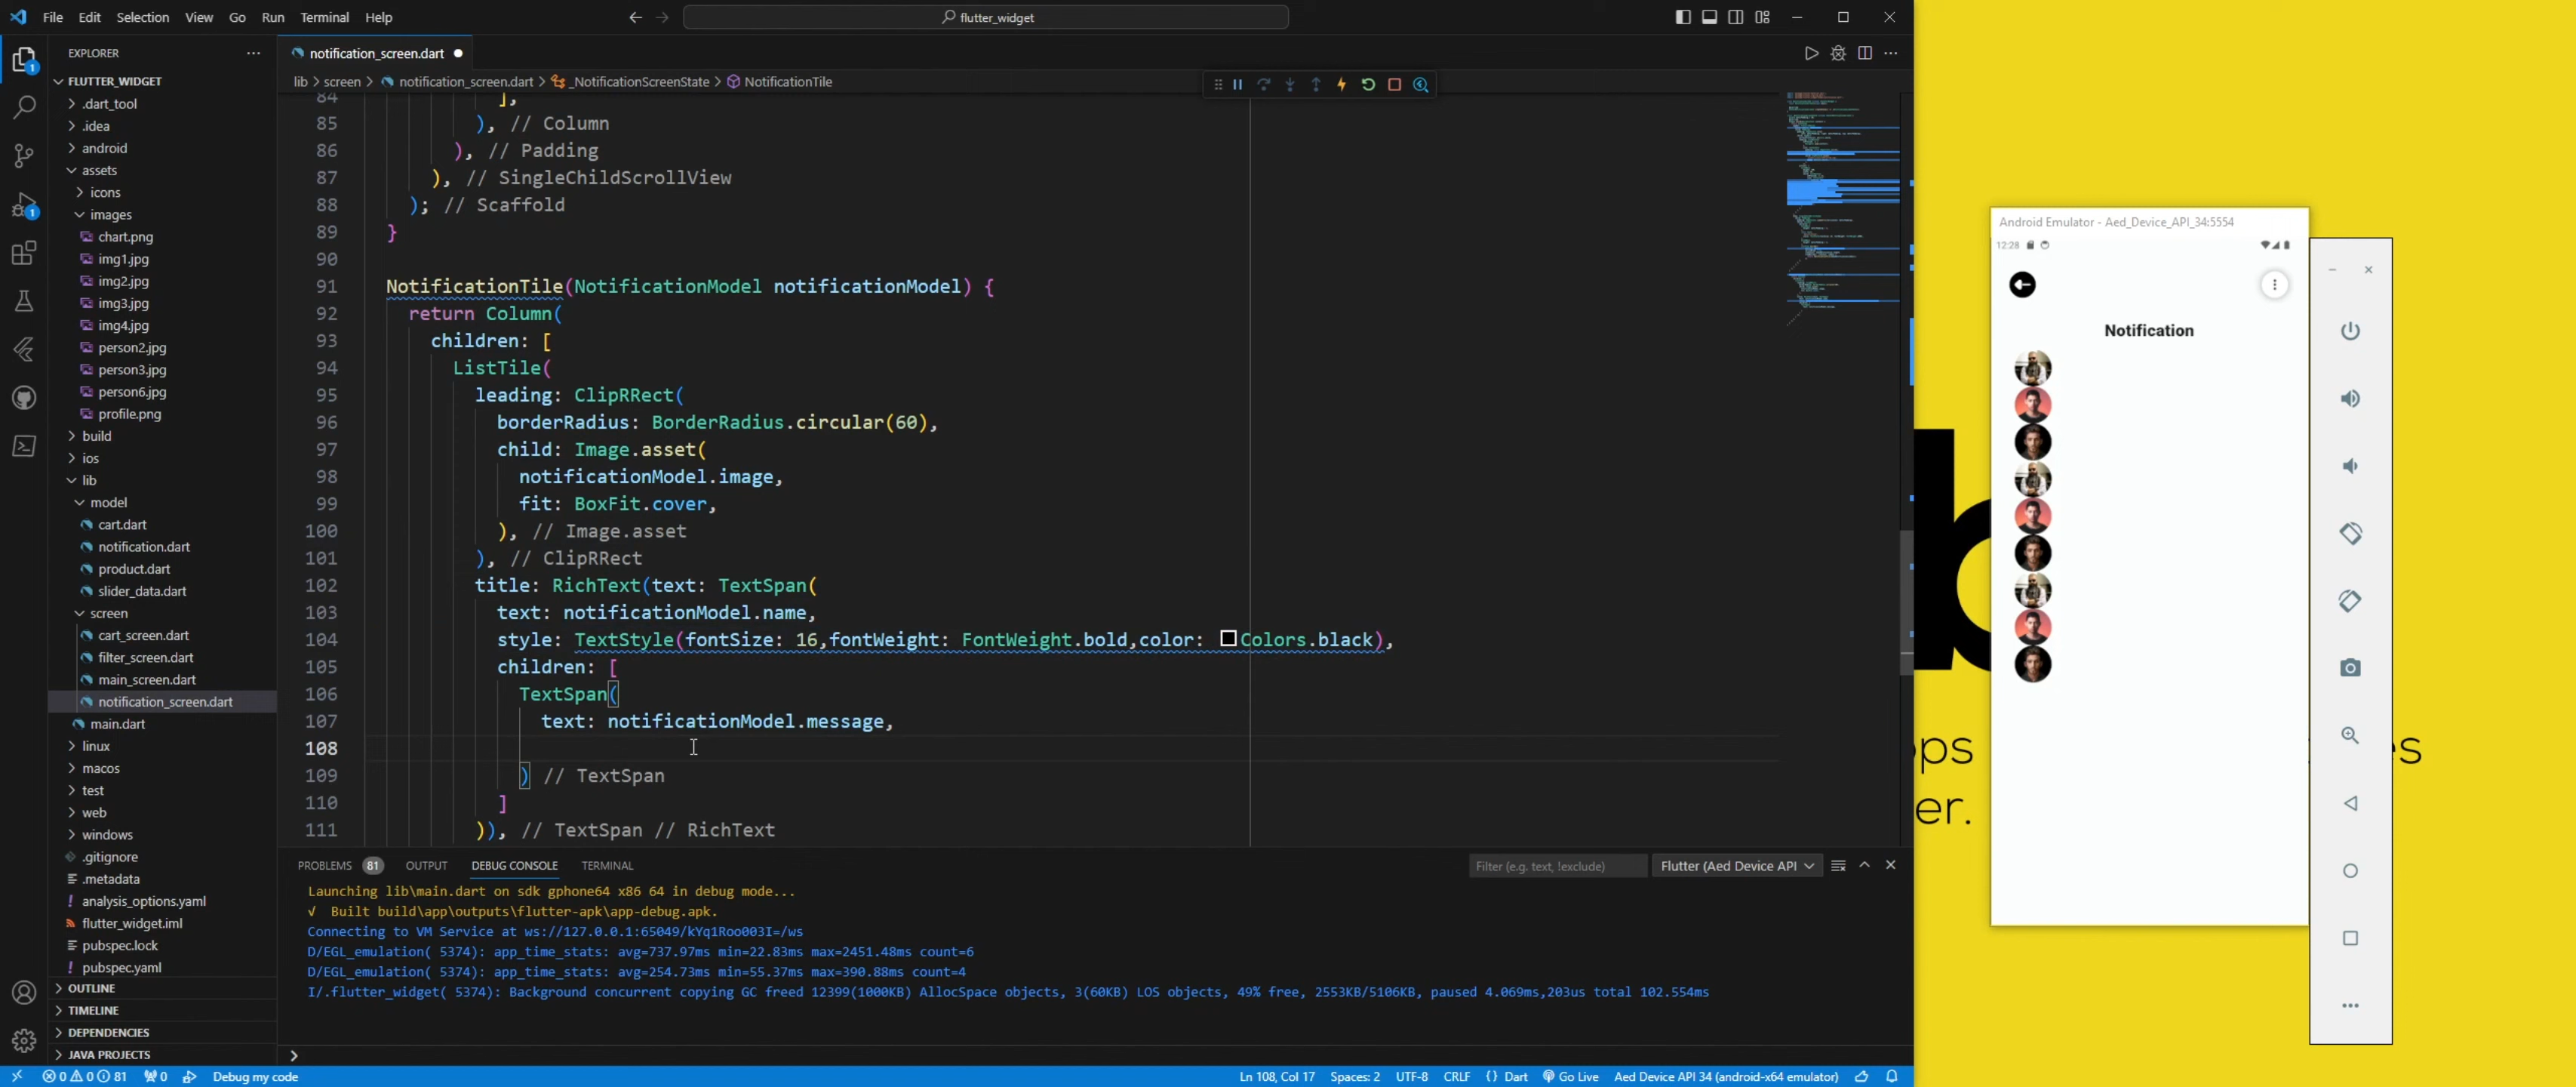 File Edit Selection View Go Run Terminal Help
flutter_widget
EXPLORER
FLUTTER_WIDGET
.dart_tool
.idea
android
assets
icons
images
chart.png
img1.jpg
img2.jpg
img3.jpg
img4.jpg
person2.jpg
person3.jpg
person6.jpg
profile.png
build
ios
lib
model
cart.dart
notification.dart
product.dart
slider_data.dart
screen
cart_screen.dart
filter_screen.dart
main_screen.dart
notification_screen.dart
main.dart
linux
macos
test
web
windows
.gitignore
.metadata
analysis_options.yaml
flutter_widget.iml
pubspec.lock
pubspec.yaml
OUTLINE
TIMELINE
DEPENDENCIES
JAVA PROJECTS
1
1
notification_screen.dart
lib > screen > notification_screen.dart > _NotificationScreenState > NotificationTile
84 ],
85 ), // Column
86 ), // Padding
87 ), // SingleChildScrollView
88 ); // Scaffold
89 }
90
91 NotificationTile(NotificationModel notificationModel) {
92 return Column(
93 children: [
94 ListTile(
95 leading: ClipRRect(
96 borderRadius: BorderRadius.circular(60),
97 child: Image.asset(
98 notificationModel.image,
99 fit: BoxFit.cover,
100 ), // Image.asset
101 ), // ClipRRect
102 title: RichText(text: TextSpan(
103 text: notificationModel.name,
104 style: TextStyle(fontSize: 16,fontWeight: FontWeight.bold,color: Colors.black),
105 children: [
106 TextSpan(
107 text: notificationModel.message,
108
109 ) // TextSpan
110 ]
111 )), // TextSpan // RichText
PROBLEMS 81 OUTPUT DEBUG CONSOLE TERMINAL
Filter (e.g. text, !exclude)
Flutter (Aed Device API
Launching lib\main.dart on sdk gphone64 x86 64 in debug mode...
√ Built build\app\outputs\flutter-apk\app-debug.apk.
Connecting to VM Service at ws://127.0.0.1:65049/kYq1Roo003I=/ws
D/EGL_emulation( 5374): app_time_stats: avg=737.97ms min=22.83ms max=2451.48ms count=6
D/EGL_emulation( 5374): app_time_stats: avg=254.73ms min=55.37ms max=390.88ms count=4
I/.flutter_widget( 5374): Background concurrent copying GC freed 12399(1000KB) AllocSpace objects, 3(60KB) LOS objects, 49% free, 2553KB/5106KB, paused 4.069ms,203us total 102.554ms
0 0 81 0 Debug my code
Ln 108, Col 17 Spaces: 2 UTF-8 CRLF {} Dart Go Live Aed Device API 34 (android-x64 emulator)
Android Emulator - Aed_Device_API_34:5554
12:28
Notification
b
ops es
er.